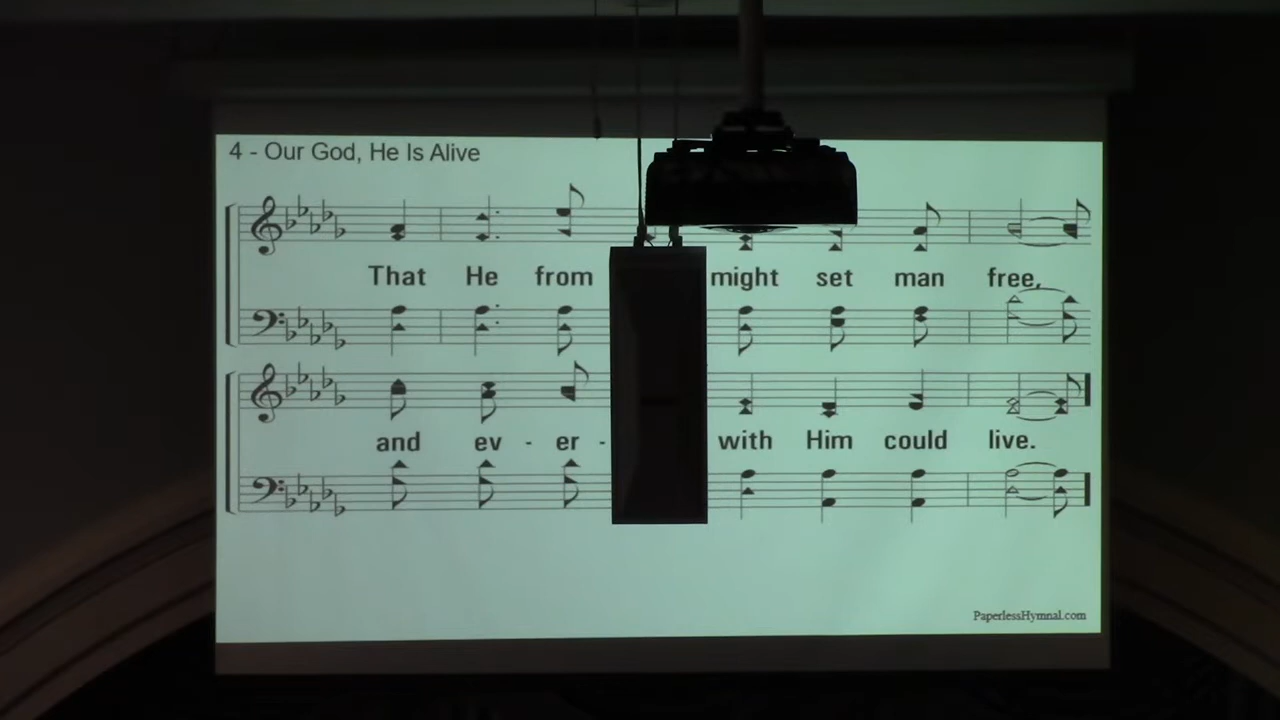 4 - Our God, He Is Alive
That He from might set man free,
and ev - er - with Him could live.
PaperlessHymnal.com